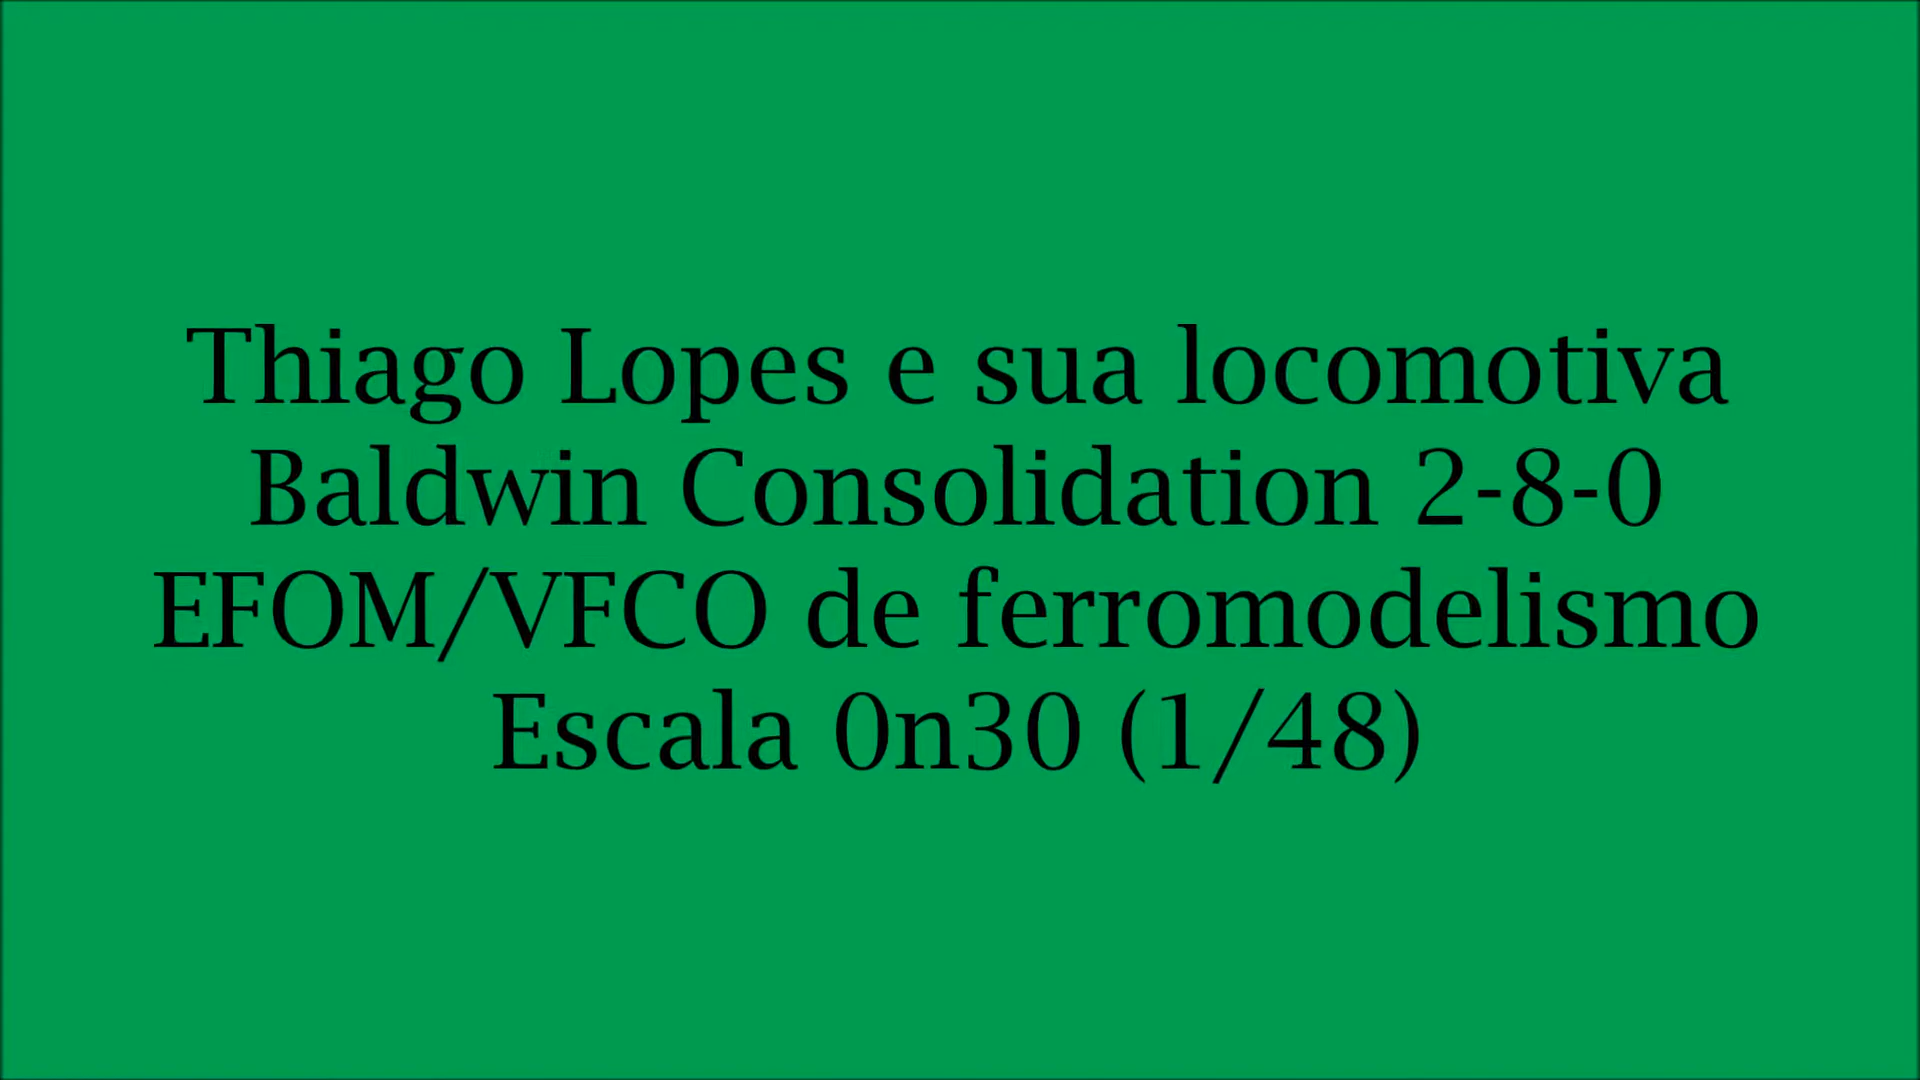 Thiago Lopes e sua locomotiva
Baldwin Consolidation 2-8-0
EFOM/VFCO de ferromodelismo
Escala 0n30 (1/48)